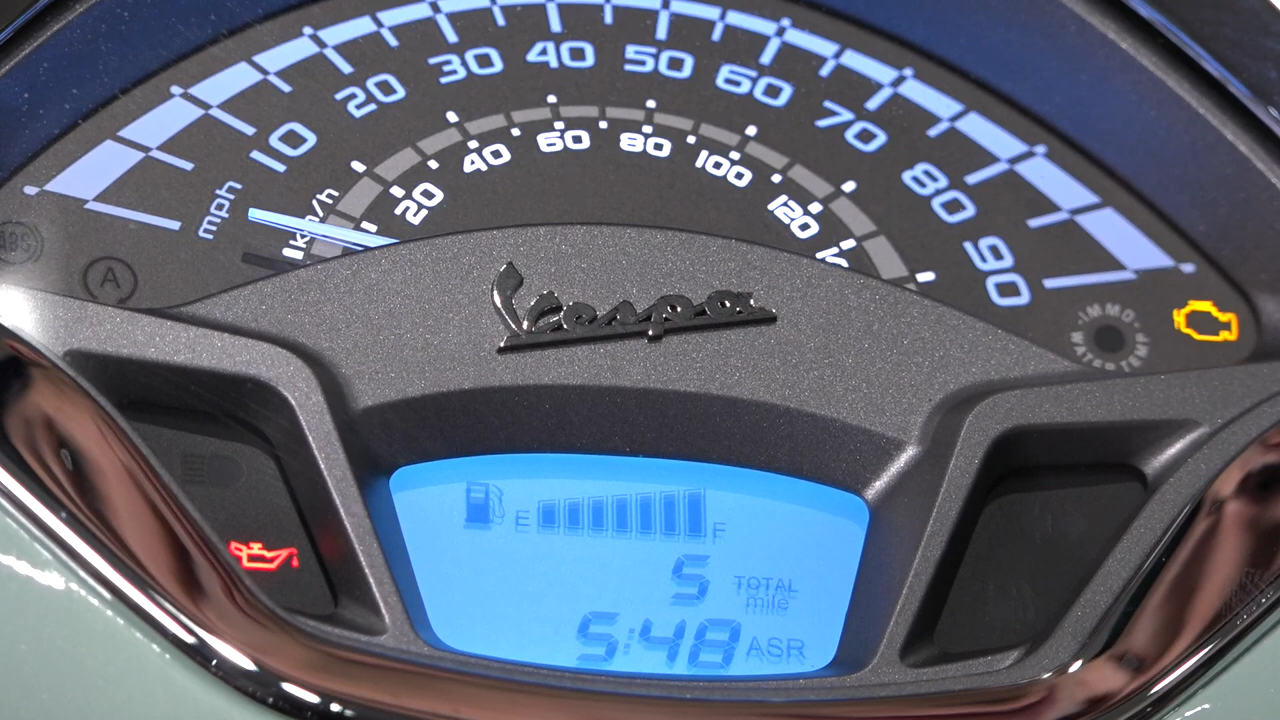 10 20 30 40 50 60 70 80 90
mph
km/h
20 40 60 80 100 120
ABS
A
Vespa
IMMO
WATER TEMP
E F
5 TOTAL mile
5:48 ASR